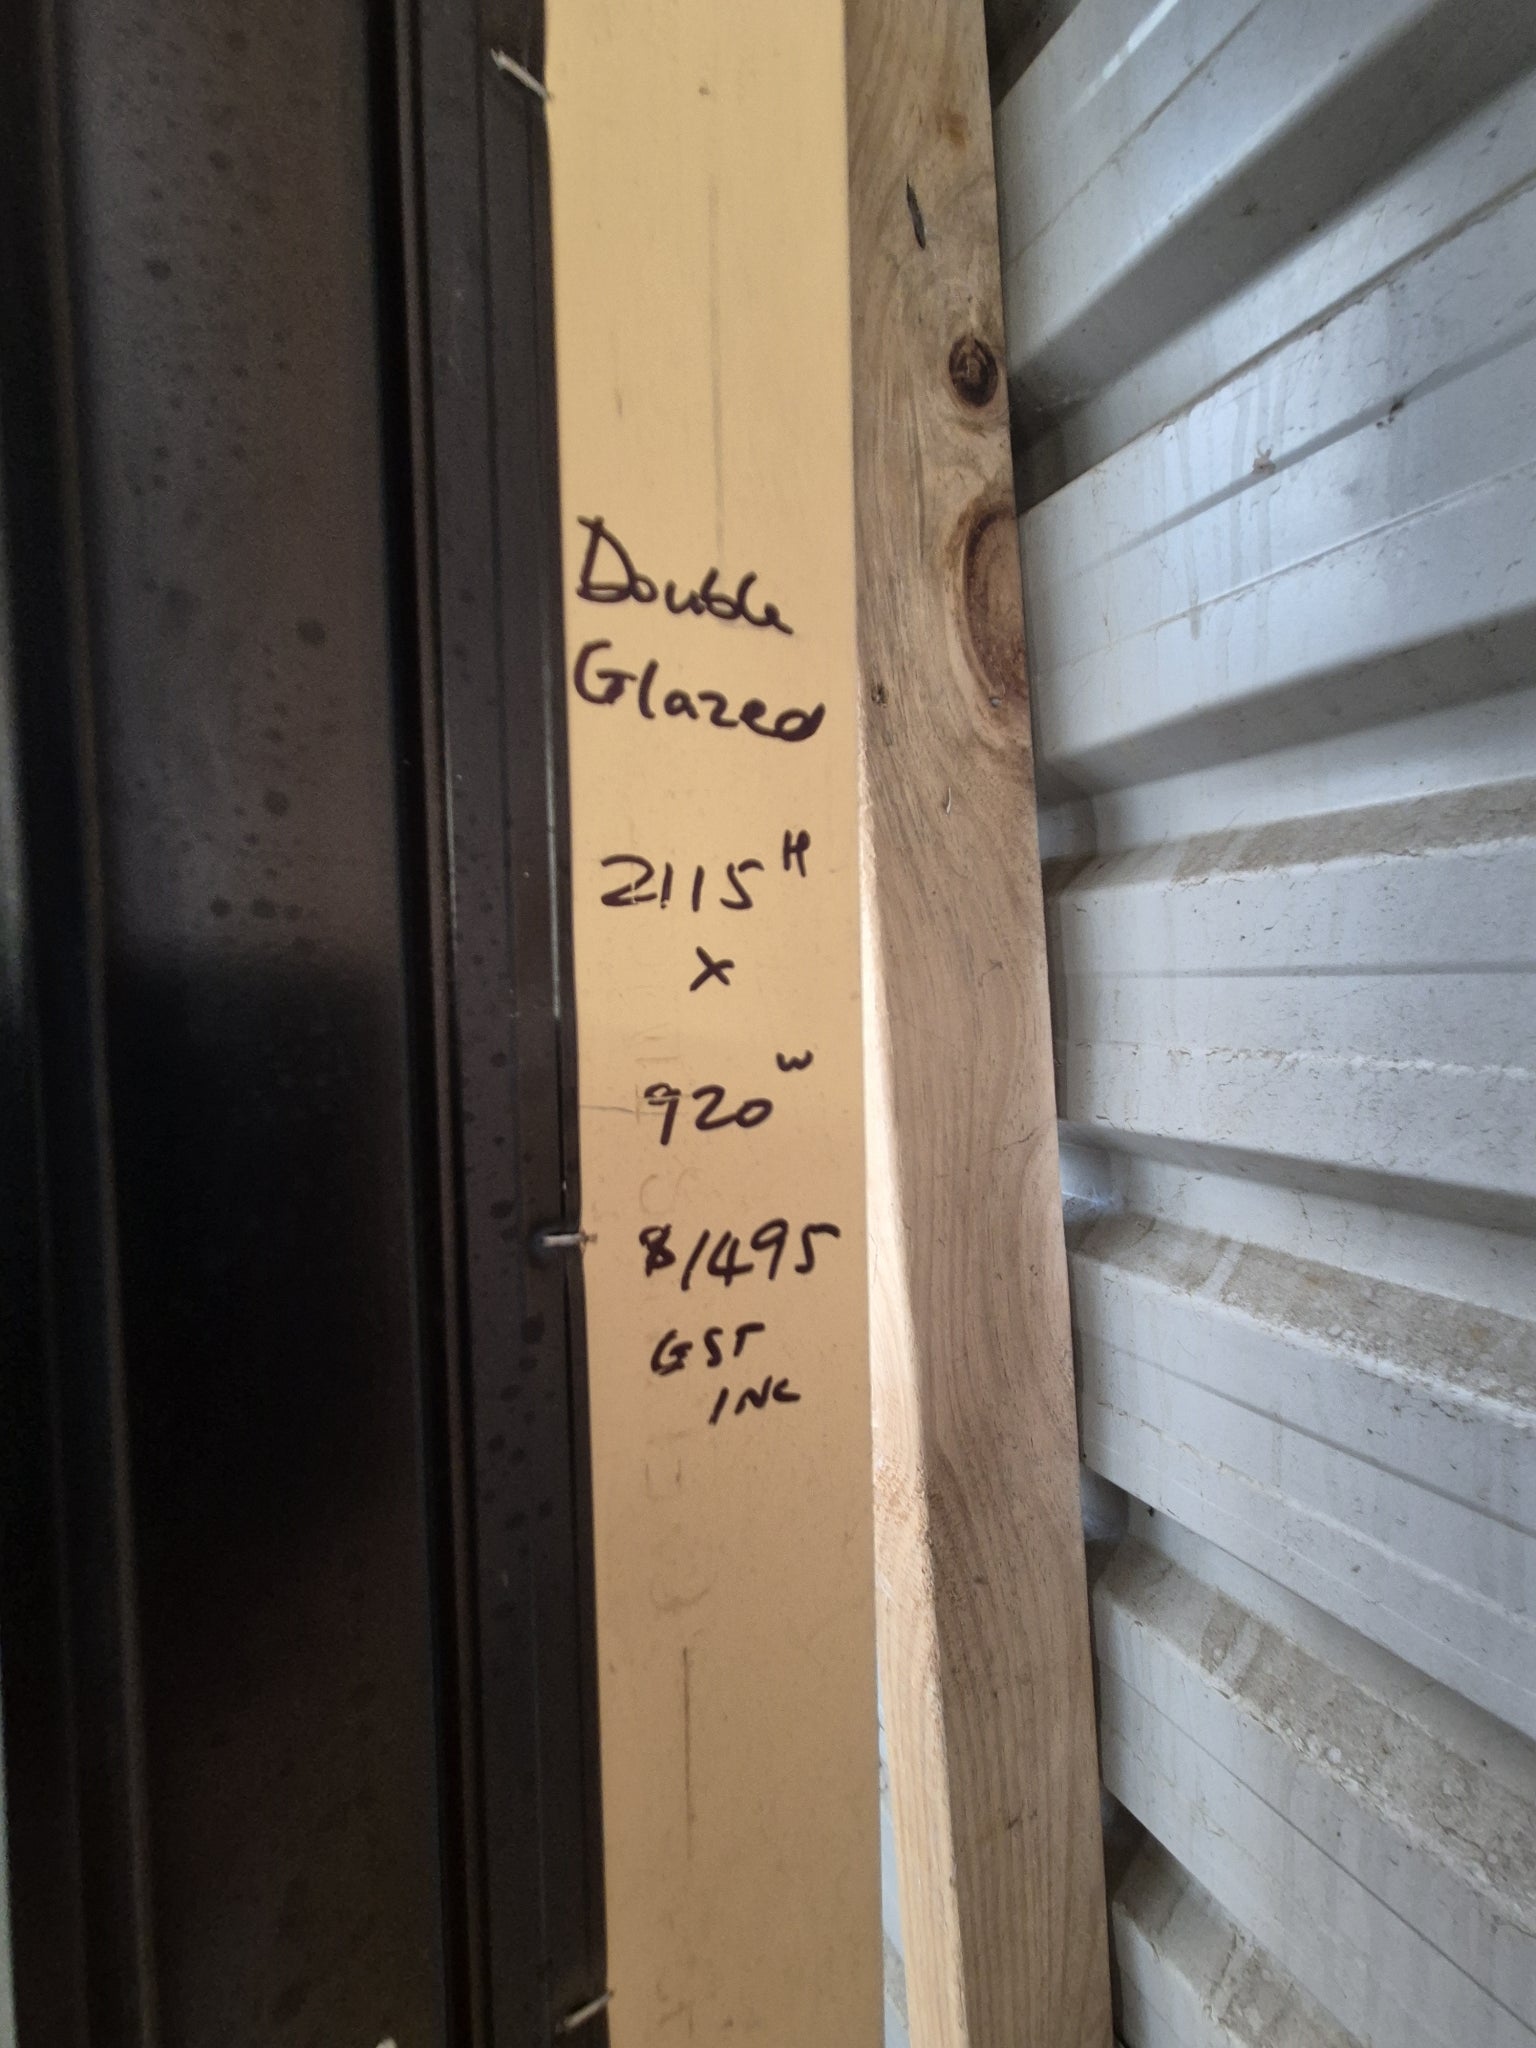 Double
Glazed
2115 H
X
920 W
$1495
GST
INC